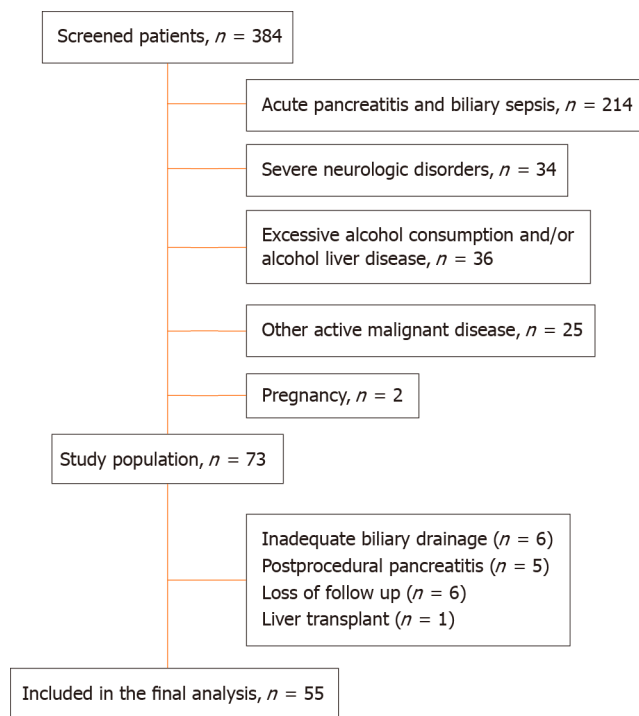 Screened patients, n = 384
Acute pancreatitis and biliary sepsis, n = 214
Severe neurologic disorders, n = 34
Excessive alcohol consumption and/or
alcohol liver disease, n = 36
Other active malignant disease, n = 25
Pregnancy, n = 2
Study population, n = 73
Inadequate biliary drainage (n = 6)
Postprocedural pancreatitis (n = 5)
Loss of follow up (n = 6)
Liver transplant (n = 1)
Included in the final analysis, n = 55